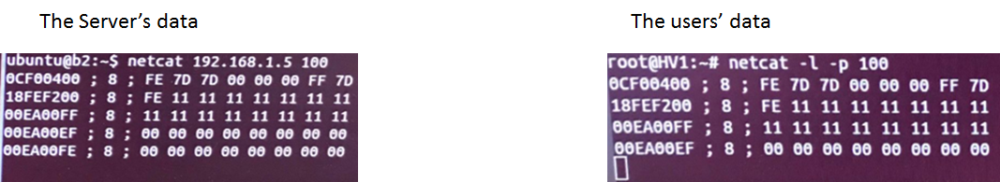 The Server's data
ubuntu@b2:~$ netcat 192.168.1.5 100
0CF00400 ; 8 ; FE 7D 7D 00 00 00 FF 7D
18FEF200 ; 8 ; FE 11 11 11 11 11 11 11
00EA00FF ; 8 ; 11 11 11 11 11 11 11 11
00EA00EF ; 8 ; 00 00 00 00 00 00 00 00
00EA00FE ; 8 ; 00 00 00 00 00 00 00 00
The users' data
root@HV1:~# netcat -l -p 100
0CF00400 ; 8 ; FE 7D 7D 00 00 00 FF 7D
18FEF200 ; 8 ; FE 11 11 11 11 11 11 11
00EA00FF ; 8 ; 11 11 11 11 11 11 11 11
00EA00EF ; 8 ; 00 00 00 00 00 00 00 00